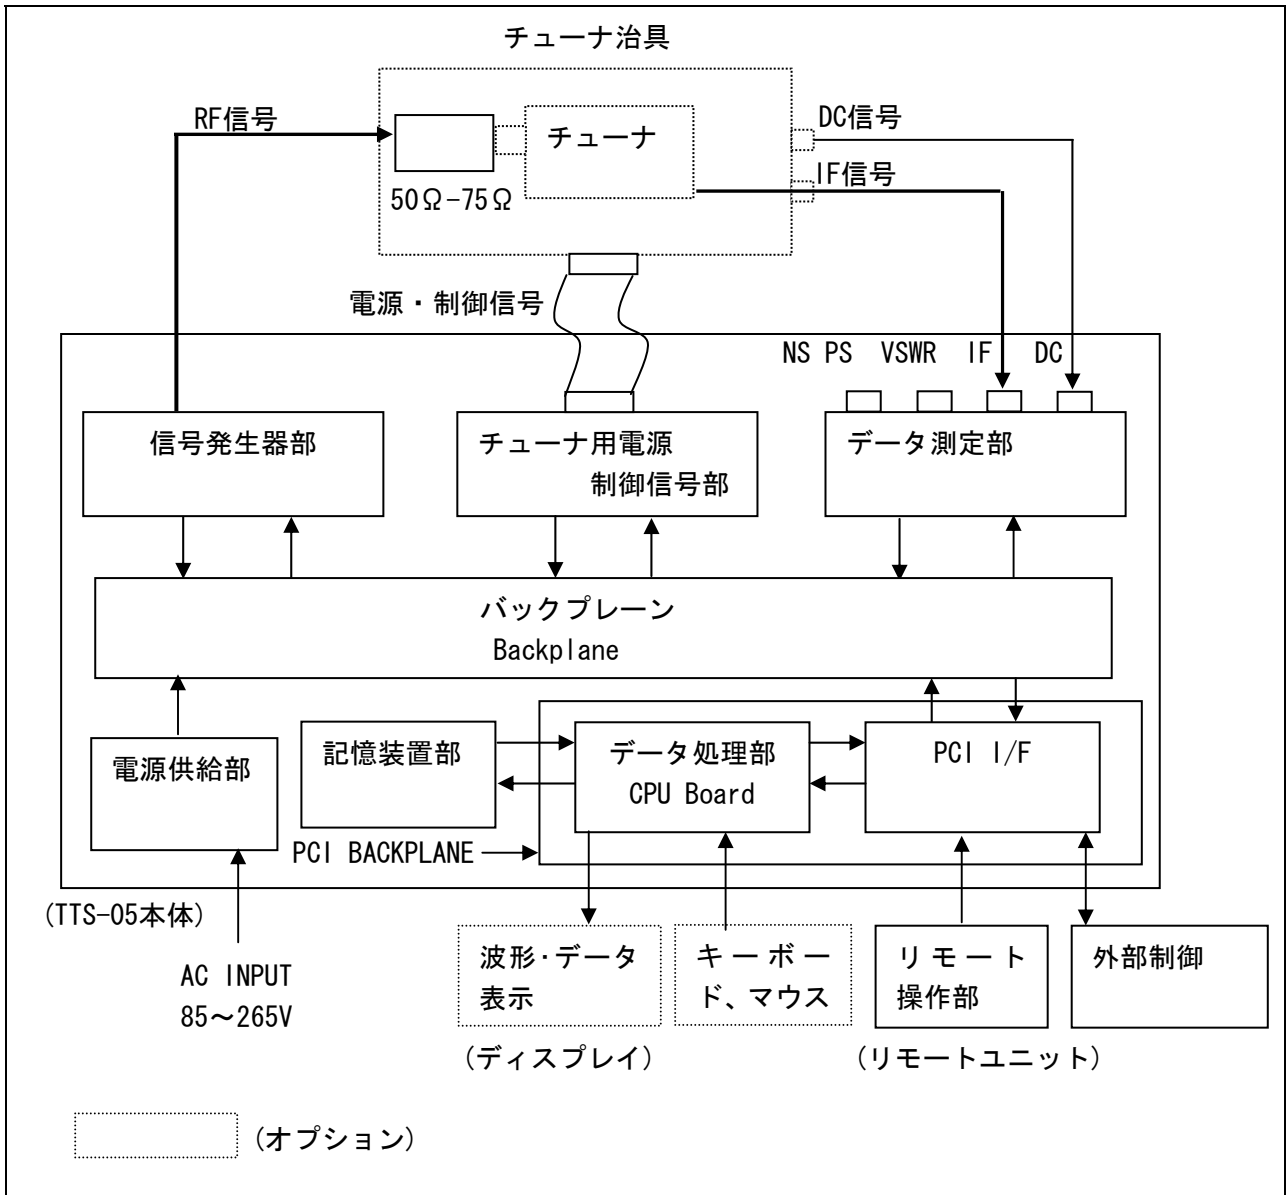 チューナ治具
RF信号
チューナ
DC信号
IF信号
50Ω-75Ω
電源・制御信号
NS PS VSWR IF DC
信号発生器部
チューナ用電源
制御信号部
データ測定部
バックプレーン
Backplane
電源供給部
記憶装置部
データ処理部
CPU Board
PCI I/F
PCI BACKPLANE
(TTS-05本体)
AC INPUT
85～265V
波形・データ
表示
キーボー
ド、マウス
リモート
操作部
外部制御
(ディスプレイ)
(リモートユニット)
(オプション)